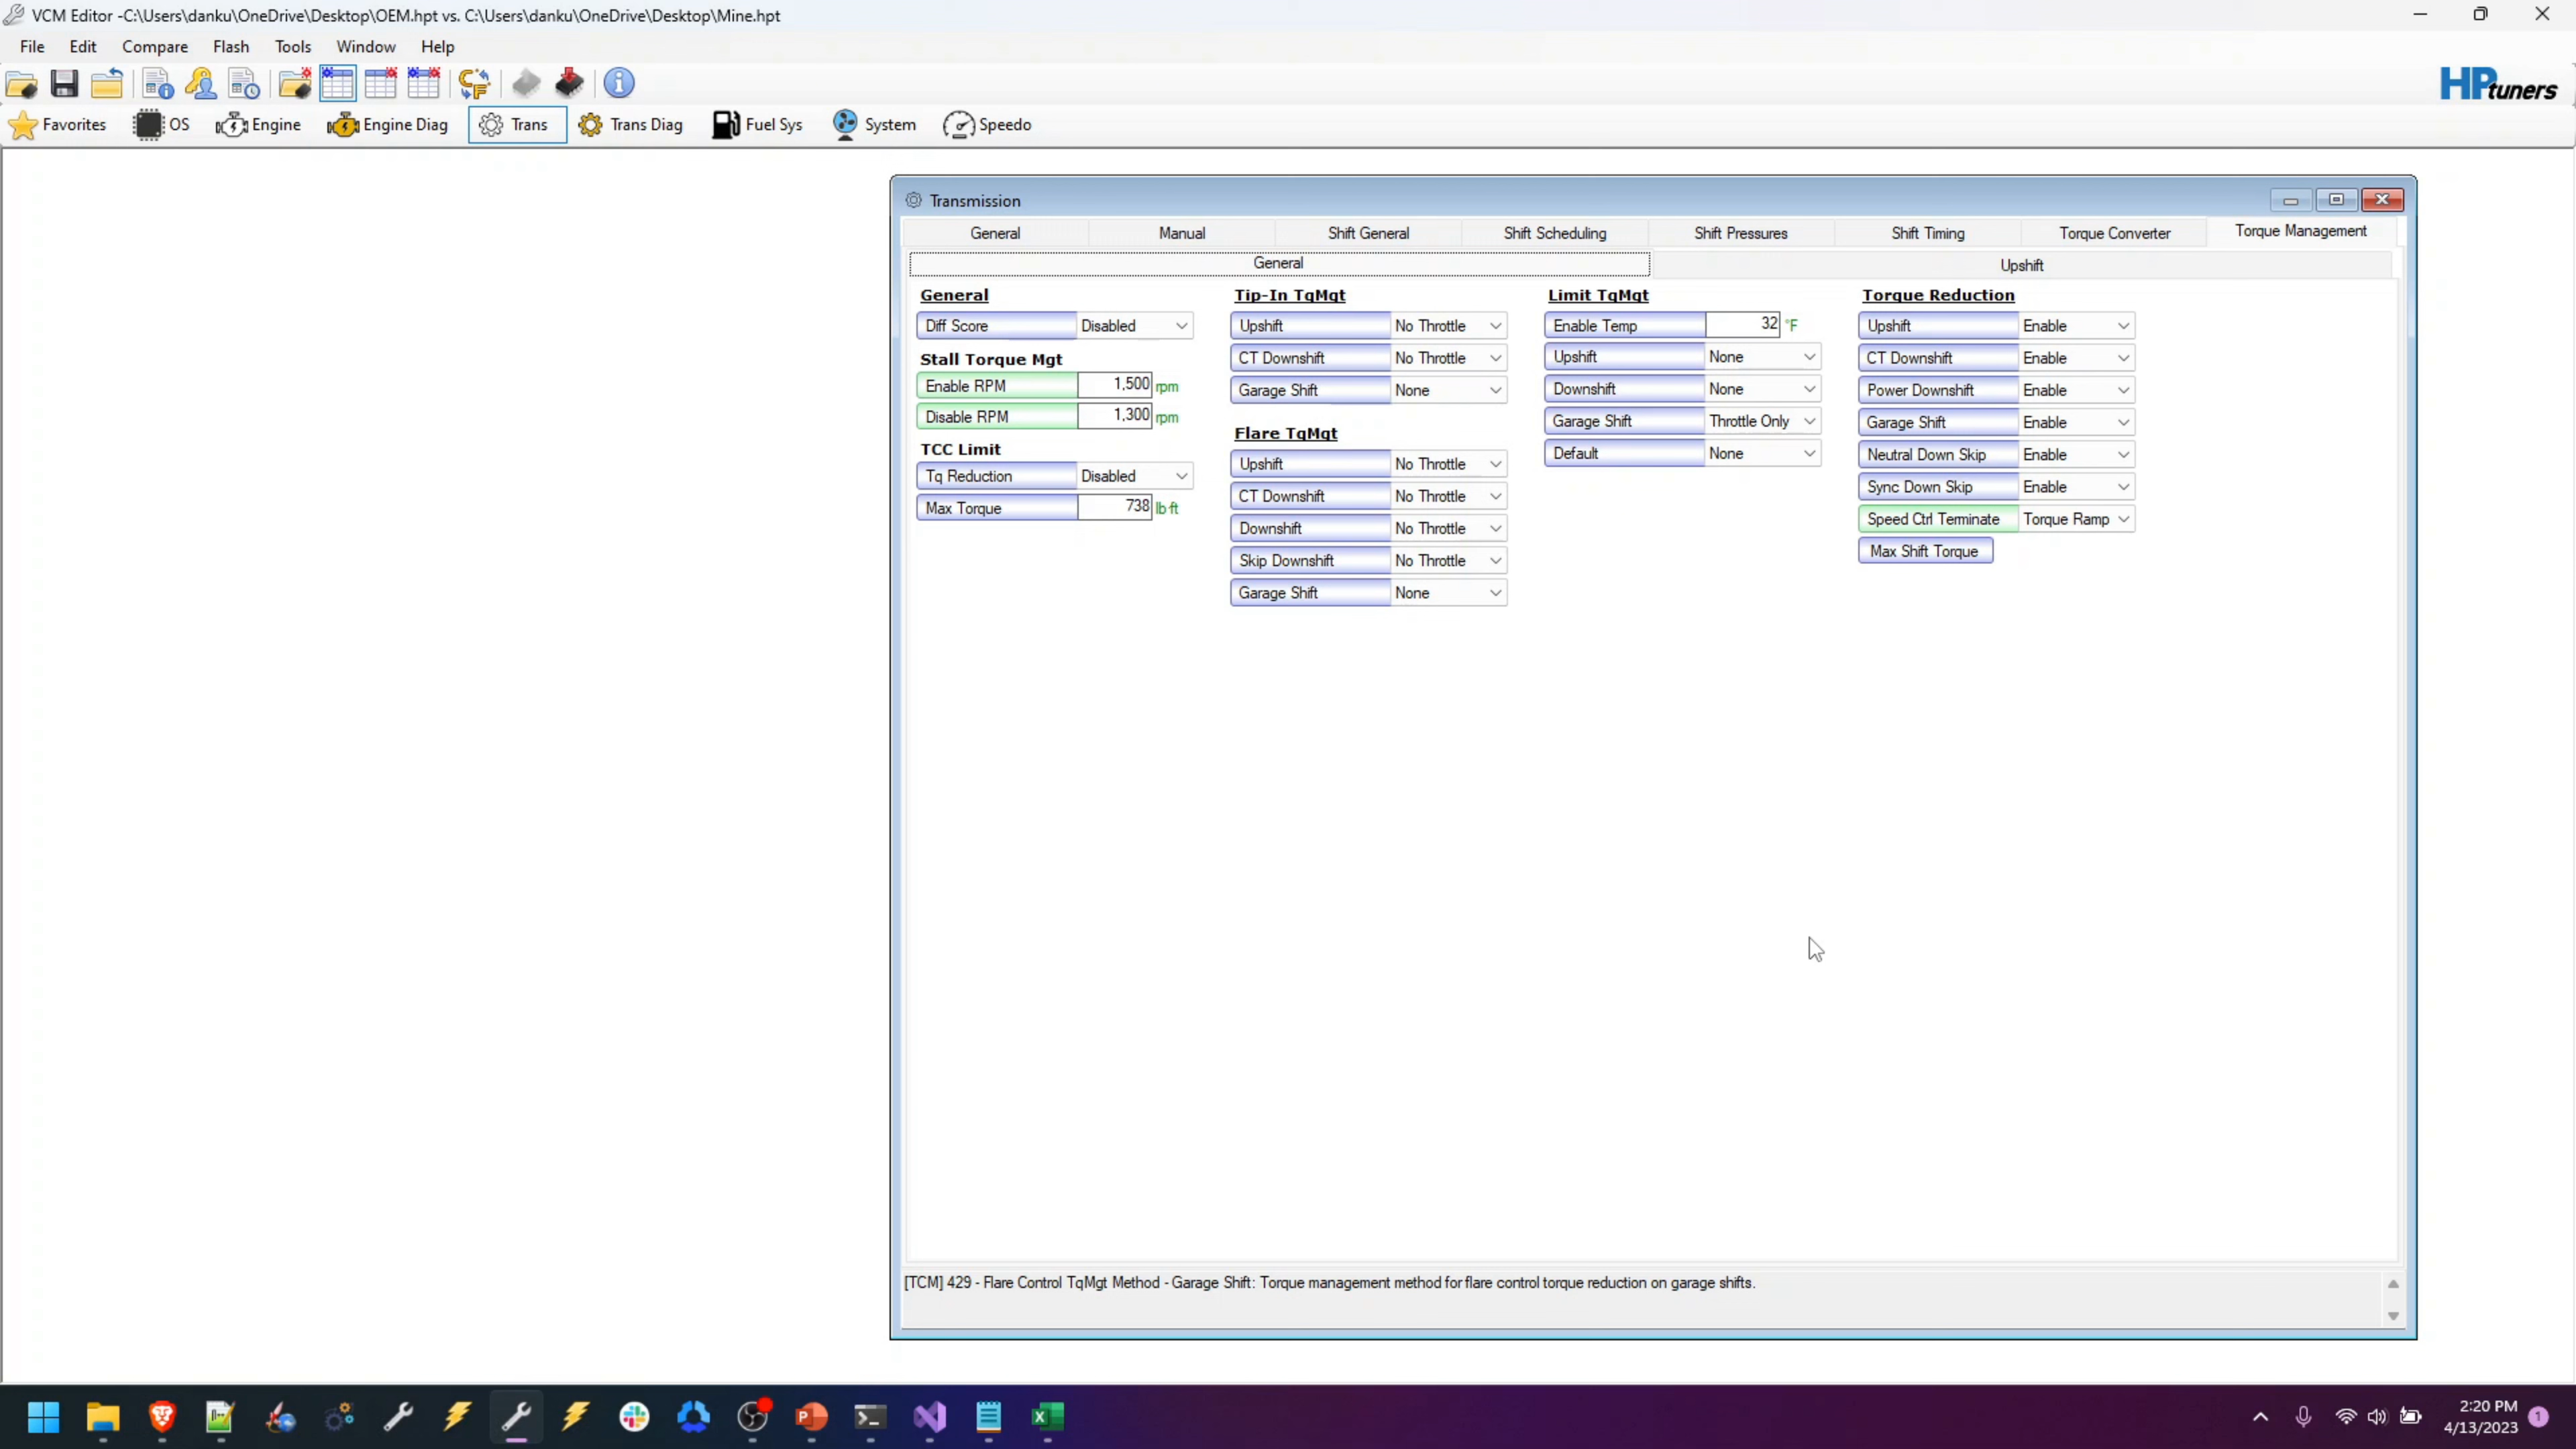 VCM Editor -C:\Users\danku\OneDrive\Desktop\OEM.hpt vs. C:\Users\danku\OneDrive\Desktop\Mine.hpt
File Edit Compare Flash Tools Window Help
HPtuners
Favorites OS Engine Engine Diag Trans Trans Diag Fuel Sys System Speedo
Transmission
General Manual Shift General Shift Scheduling Shift Pressures Shift Timing Torque Converter Torque Management
General Upshift
General
Diff Score Disabled
Stall Torque Mgt
Enable RPM 1,500 rpm
Disable RPM 1,300 rpm
TCC Limit
Tq Reduction Disabled
Max Torque 738 lb·ft
Tip-In TqMgt
Upshift No Throttle
CT Downshift No Throttle
Garage Shift None
Flare TqMgt
Upshift No Throttle
CT Downshift No Throttle
Downshift No Throttle
Skip Downshift No Throttle
Garage Shift None
Limit TqMgt
Enable Temp 32 °F
Upshift None
Downshift None
Garage Shift Throttle Only
Default None
Torque Reduction
Upshift Enable
CT Downshift Enable
Power Downshift Enable
Garage Shift Enable
Neutral Down Skip Enable
Sync Down Skip Enable
Speed Ctrl Terminate Torque Ramp
Max Shift Torque
[TCM] 429 - Flare Control TqMgt Method - Garage Shift: Torque management method for flare control torque reduction on garage shifts.
2:20 PM
4/13/2023
1